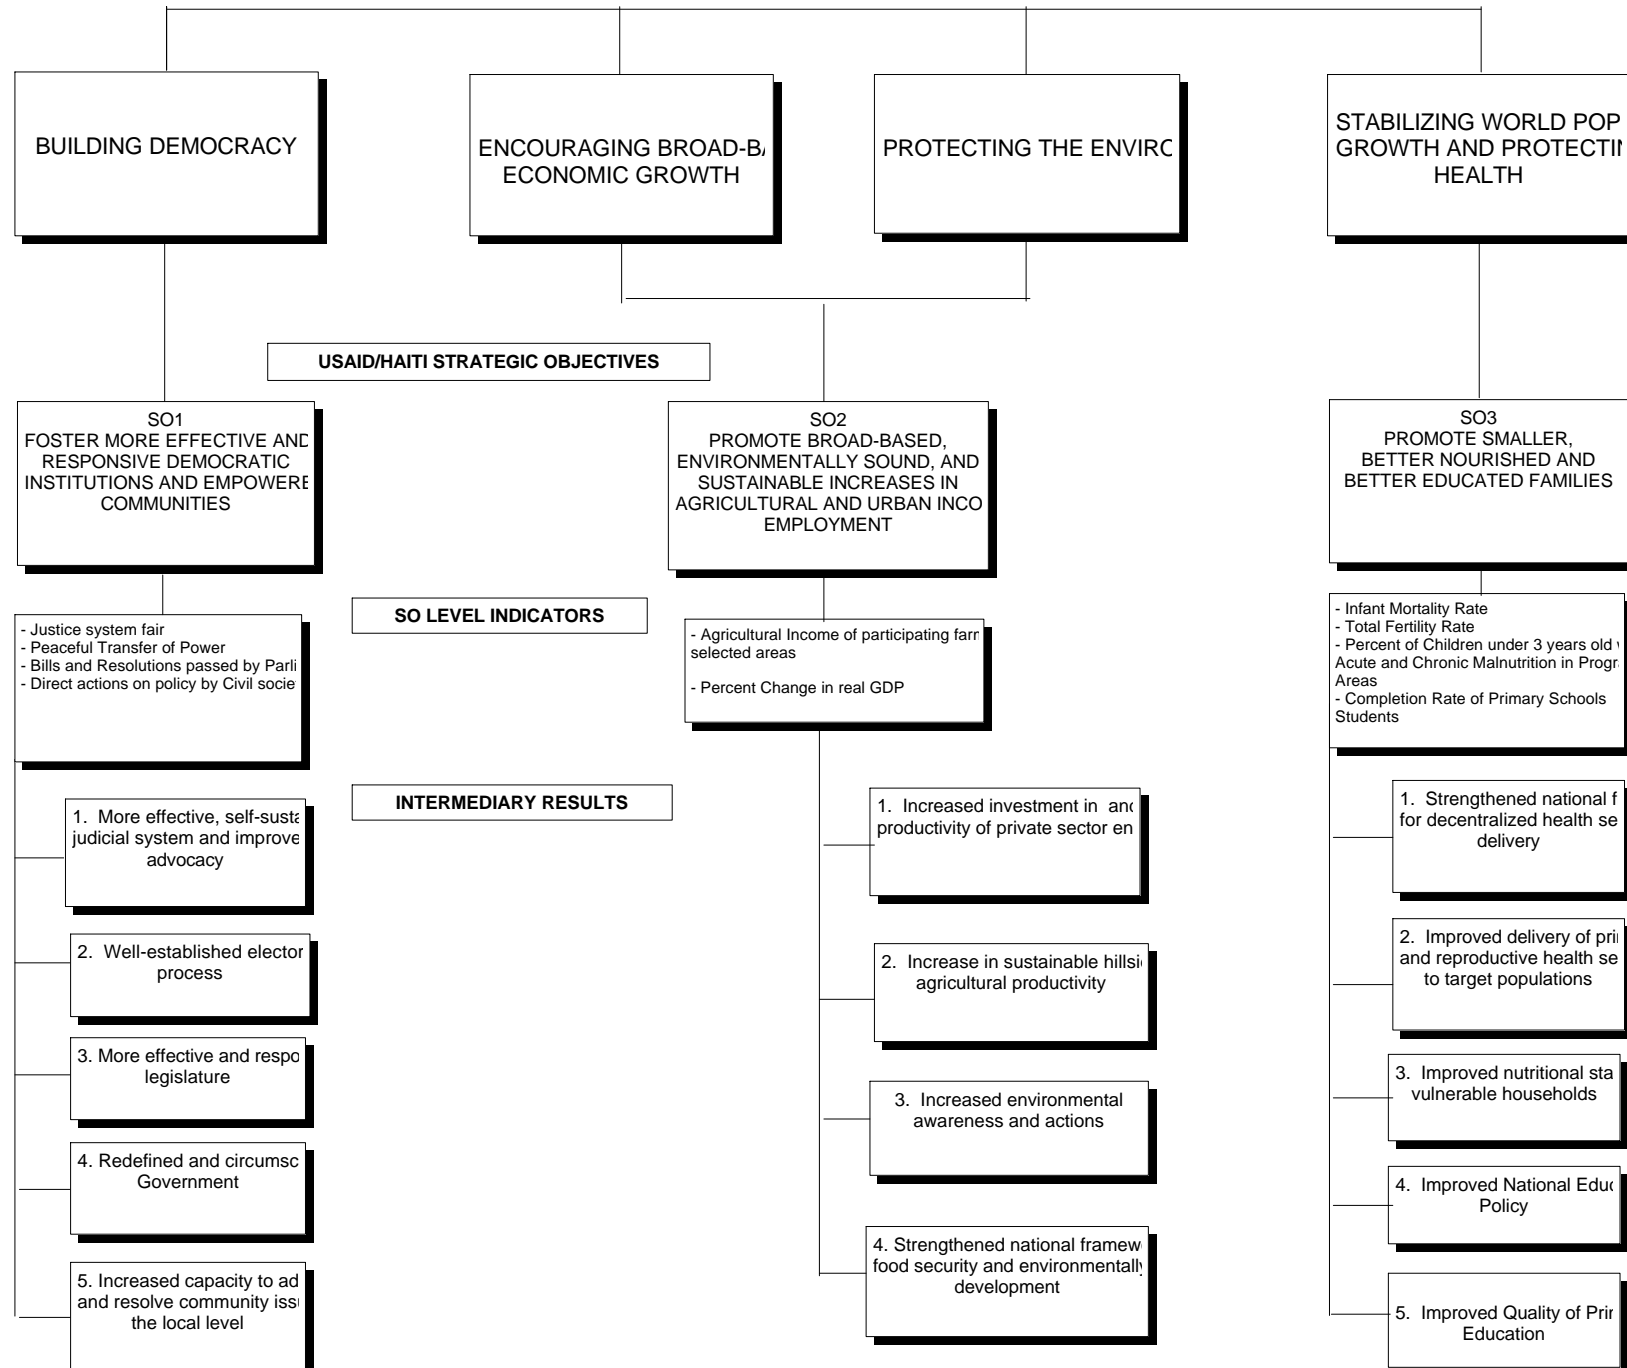 BUILDING DEMOCRACY
ENCOURAGING BROAD-BA
ECONOMIC GROWTH
PROTECTING THE ENVIRC
STABILIZING WORLD POP
GROWTH AND PROTECTIN
HEALTH
USAID/HAITI STRATEGIC OBJECTIVES
SO1
FOSTER MORE EFFECTIVE AND
RESPONSIVE DEMOCRATIC
INSTITUTIONS AND EMPOWERE
COMMUNITIES
SO2
PROMOTE BROAD-BASED,
ENVIRONMENTALLY SOUND, AND
SUSTAINABLE INCREASES IN
AGRICULTURAL AND URBAN INCO
EMPLOYMENT
SO3
PROMOTE SMALLER,
BETTER NOURISHED AND
BETTER EDUCATED FAMILIES
SO LEVEL INDICATORS
- Justice system fair
- Peaceful Transfer of Power
- Bills and Resolutions passed by Parli
- Direct actions on policy by Civil socie
- Agricultural Income of participating farm
selected areas
- Percent Change in real GDP
- Infant Mortality Rate
- Total Fertility Rate
- Percent of Children under 3 years old
Acute and Chronic Malnutrition in Progra
Areas
- Completion Rate of Primary Schools
Students
INTERMEDIARY RESULTS
1. More effective, self-susta
judicial system and improve
advocacy
2. Well-established elector
process
3. More effective and respo
legislature
4. Redefined and circumsc
Government
5. Increased capacity to ad
and resolve community issu
the local level
1. Increased investment in and
productivity of private sector en
2. Increase in sustainable hillsi
agricultural productivity
3. Increased environmental
awareness and actions
4. Strengthened national framew
food security and environmentally
development
1. Strengthened national f
for decentralized health se
delivery
2. Improved delivery of pri
and reproductive health se
to target populations
3. Improved nutritional sta
vulnerable households
4. Improved National Educ
Policy
5. Improved Quality of Prir
Education